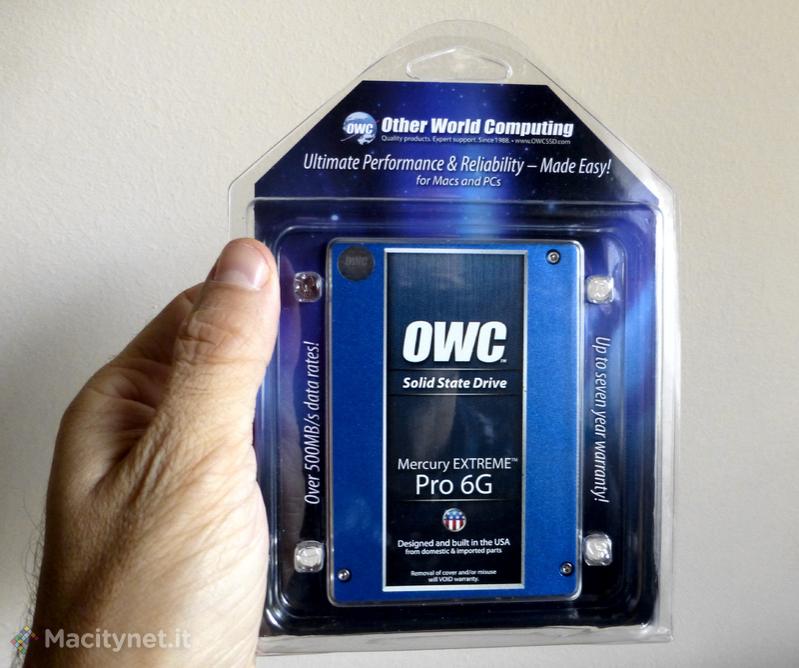 OWC Other World Computing
Quality products. Expert support. Since 1988. • www.OWCSSD.com
Ultimate Performance & Reliability – Made Easy!
for Macs and PCs
OWC
Over 500MB/s data rates!
OWC™
Solid State Drive
Mercury EXTREME™
Pro 6G
Designed and built in the USA
from domestic & imported parts
Removal of cover and/or misuse
will VOID warranty.
Up to seven year warranty!
Macitynet.it